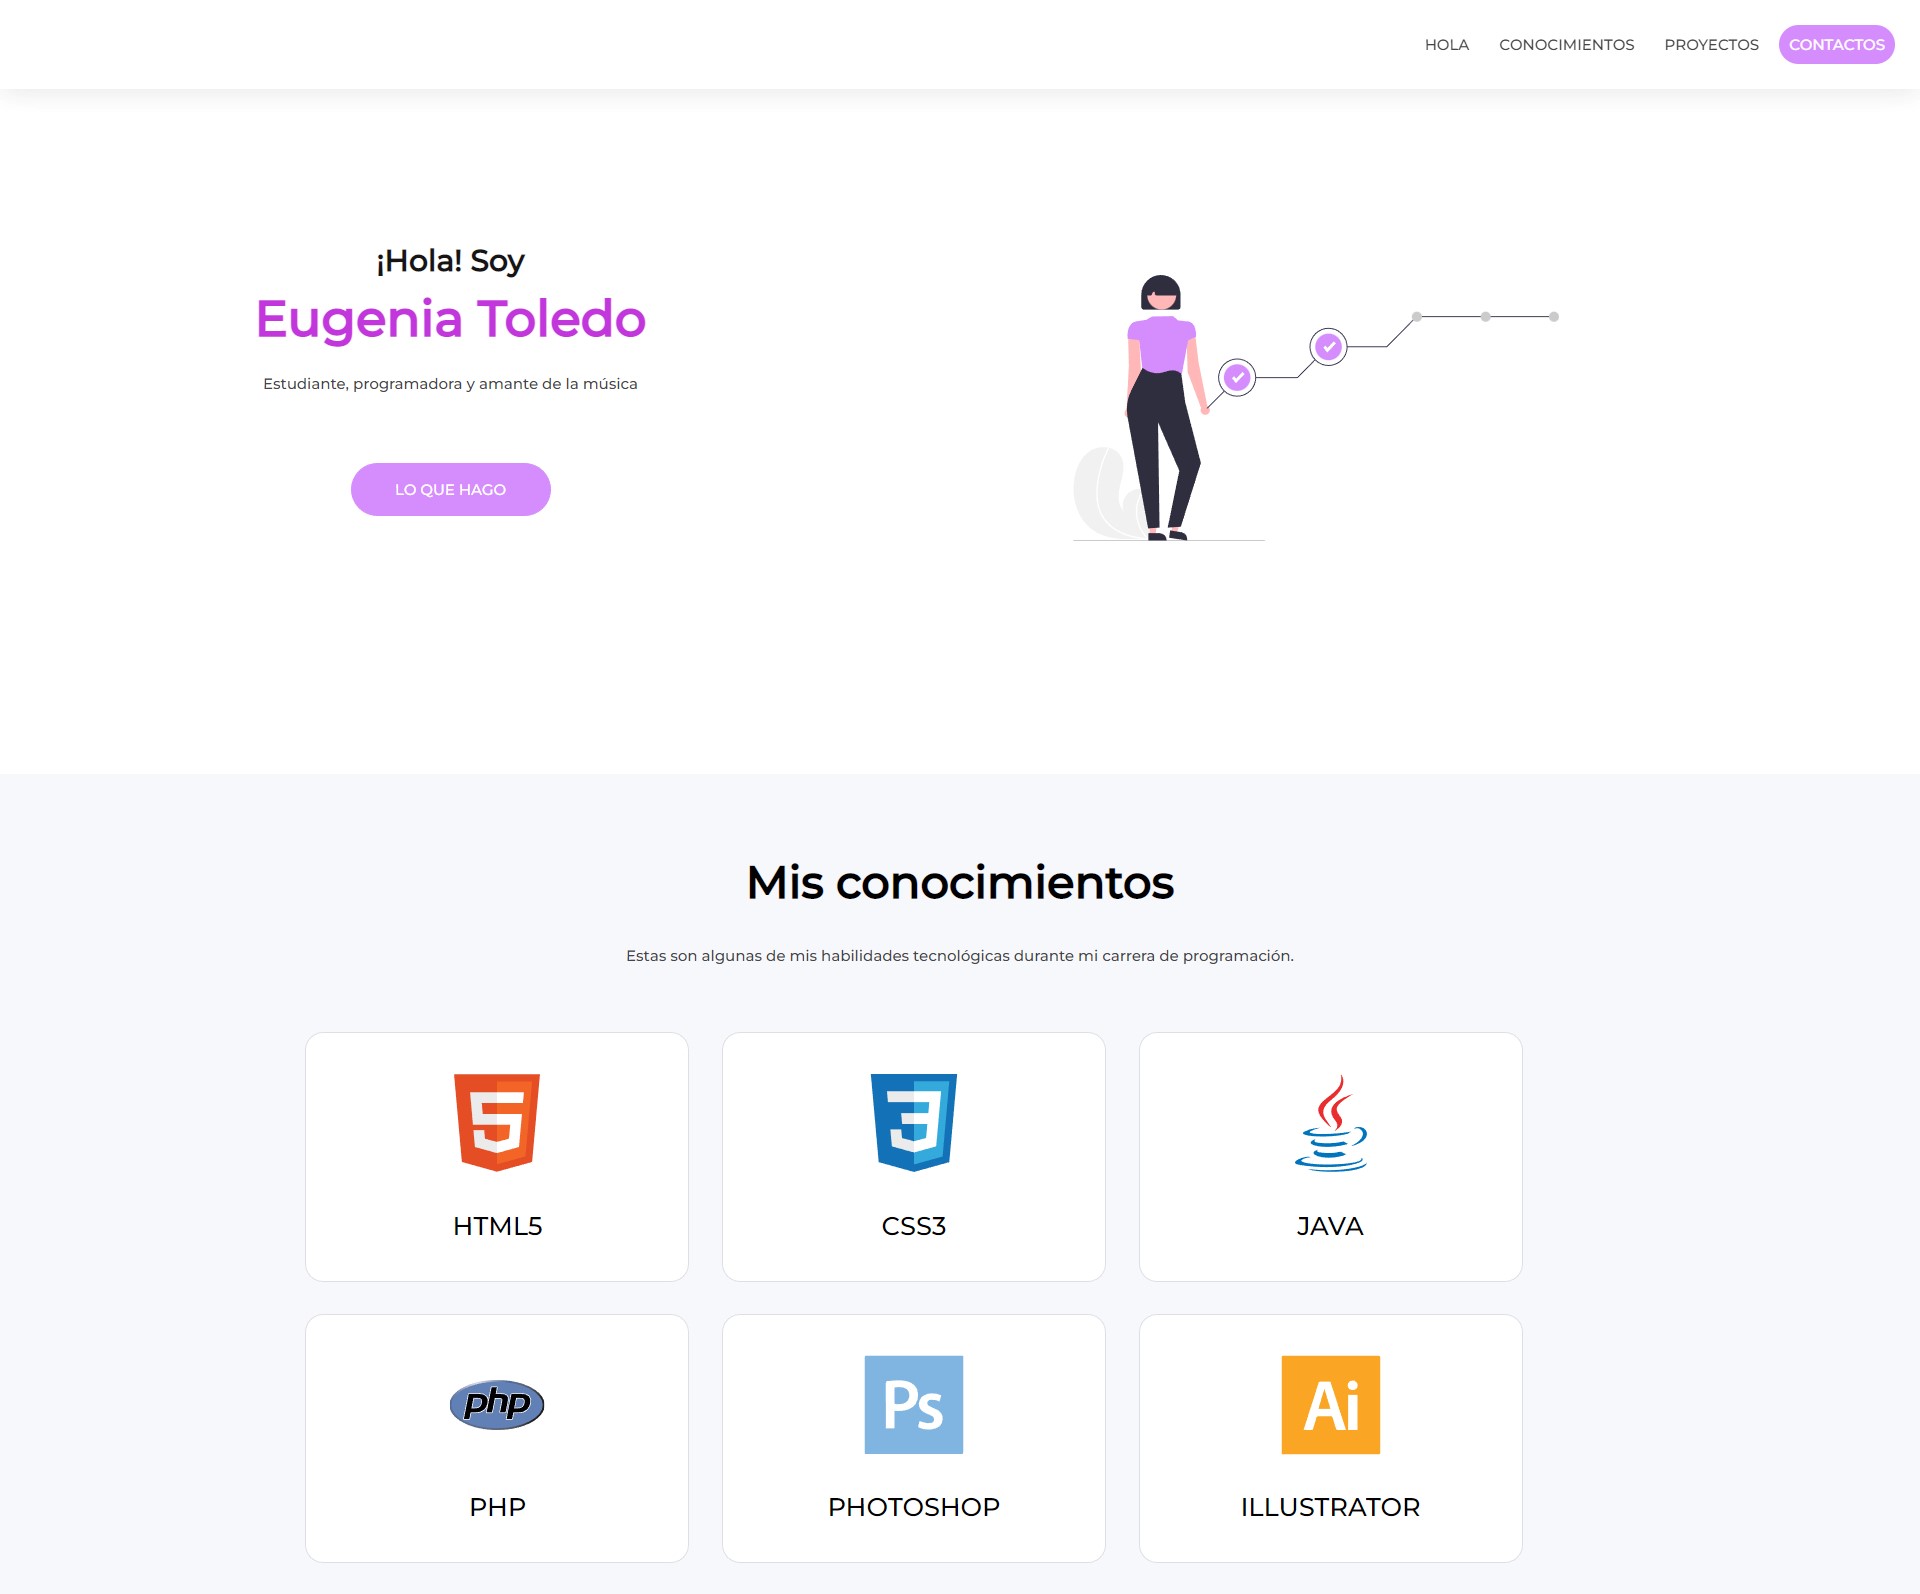 HOLA CONOCIMIENTOS PROYECTOS CONTACTOS
¡Hola! Soy
Eugenia Toledo
Estudiante, programadora y amante de la música
LO QUE HAGO
Mis conocimientos
Estas son algunas de mis habilidades tecnológicas durante mi carrera de programación.
5
3
HTML5
CSS3
JAVA
php
Ps
Ai
PHP
PHOTOSHOP
ILLUSTRATOR